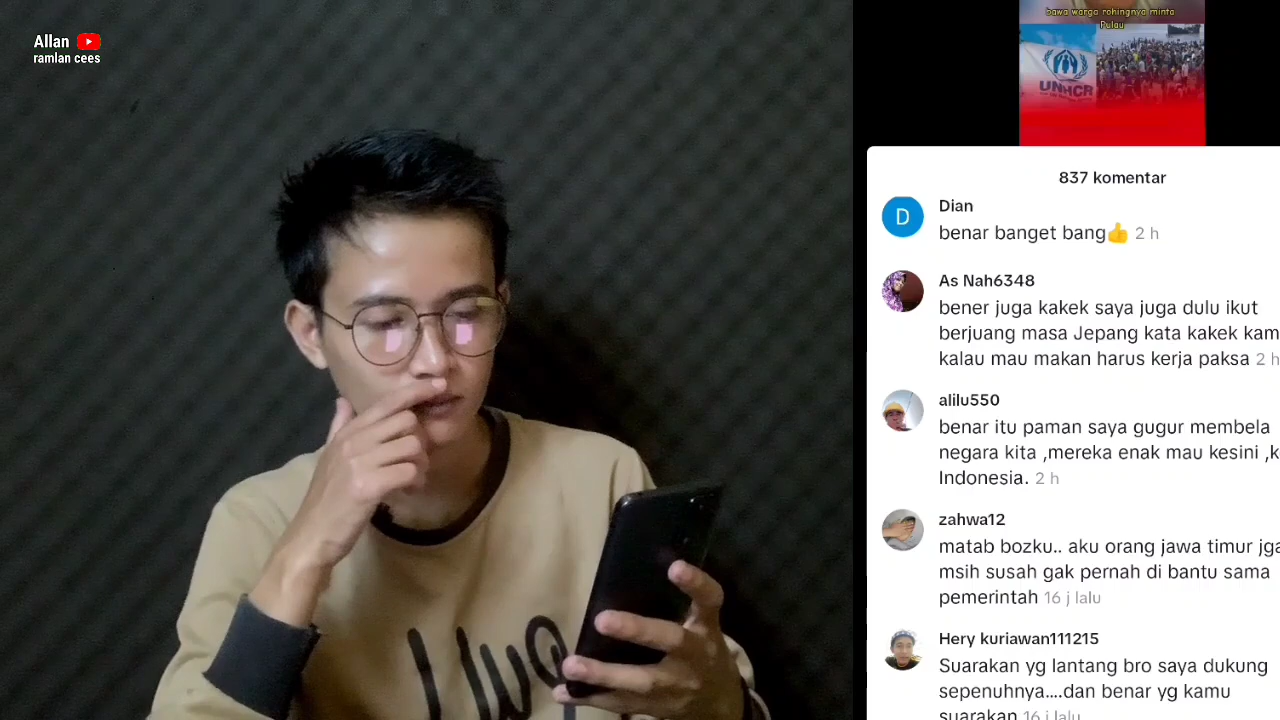 Allan
ramlan cees
bawa warga rohingnya minta
Pulau
UNHCR
837 komentar
D
Dian
benar banget bang👍 2 h
As Nah6348
bener juga kakek saya juga dulu ikut
berjuang masa Jepang kata kakek kam
kalau mau makan harus kerja paksa 2 h
alilu550
benar itu paman saya gugur membela
negara kita ,mereka enak mau kesini ,k
Indonesia. 2 h
zahwa12
matab bozku.. aku orang jawa timur jga
msih susah gak pernah di bantu sama
pemerintah 16 j lalu
Hery kuriawan111215
Suarakan yg lantang bro saya dukung
sepenuhnya....dan benar yg kamu
suarakan 16 j lalu